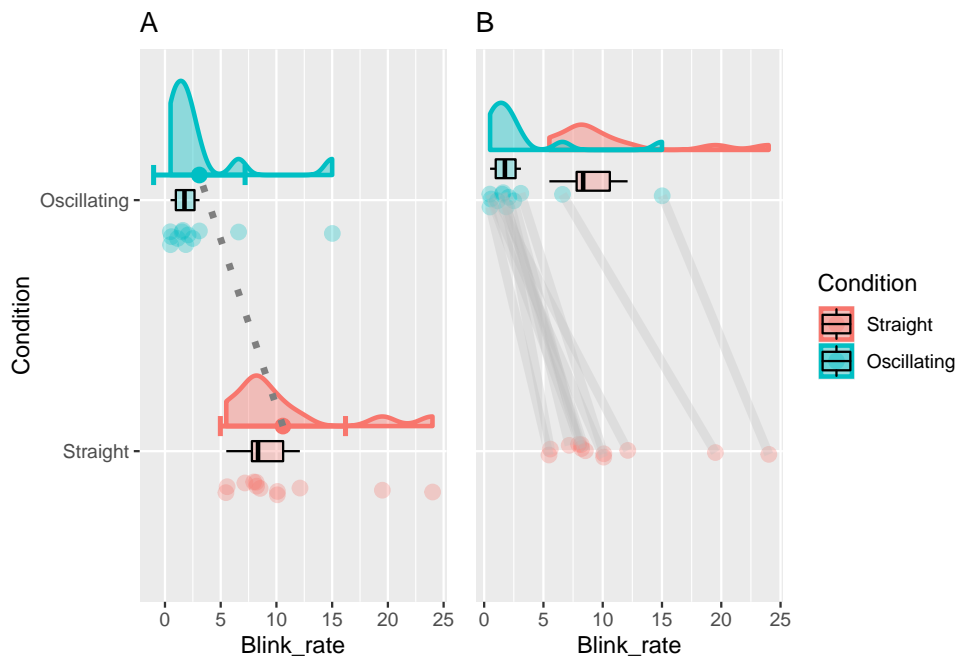 A
B
Oscillating
Straight
Condition
0 5 10 15 20 25
Blink_rate
0 5 10 15 20 25
Blink_rate
Condition
Straight
Oscillating